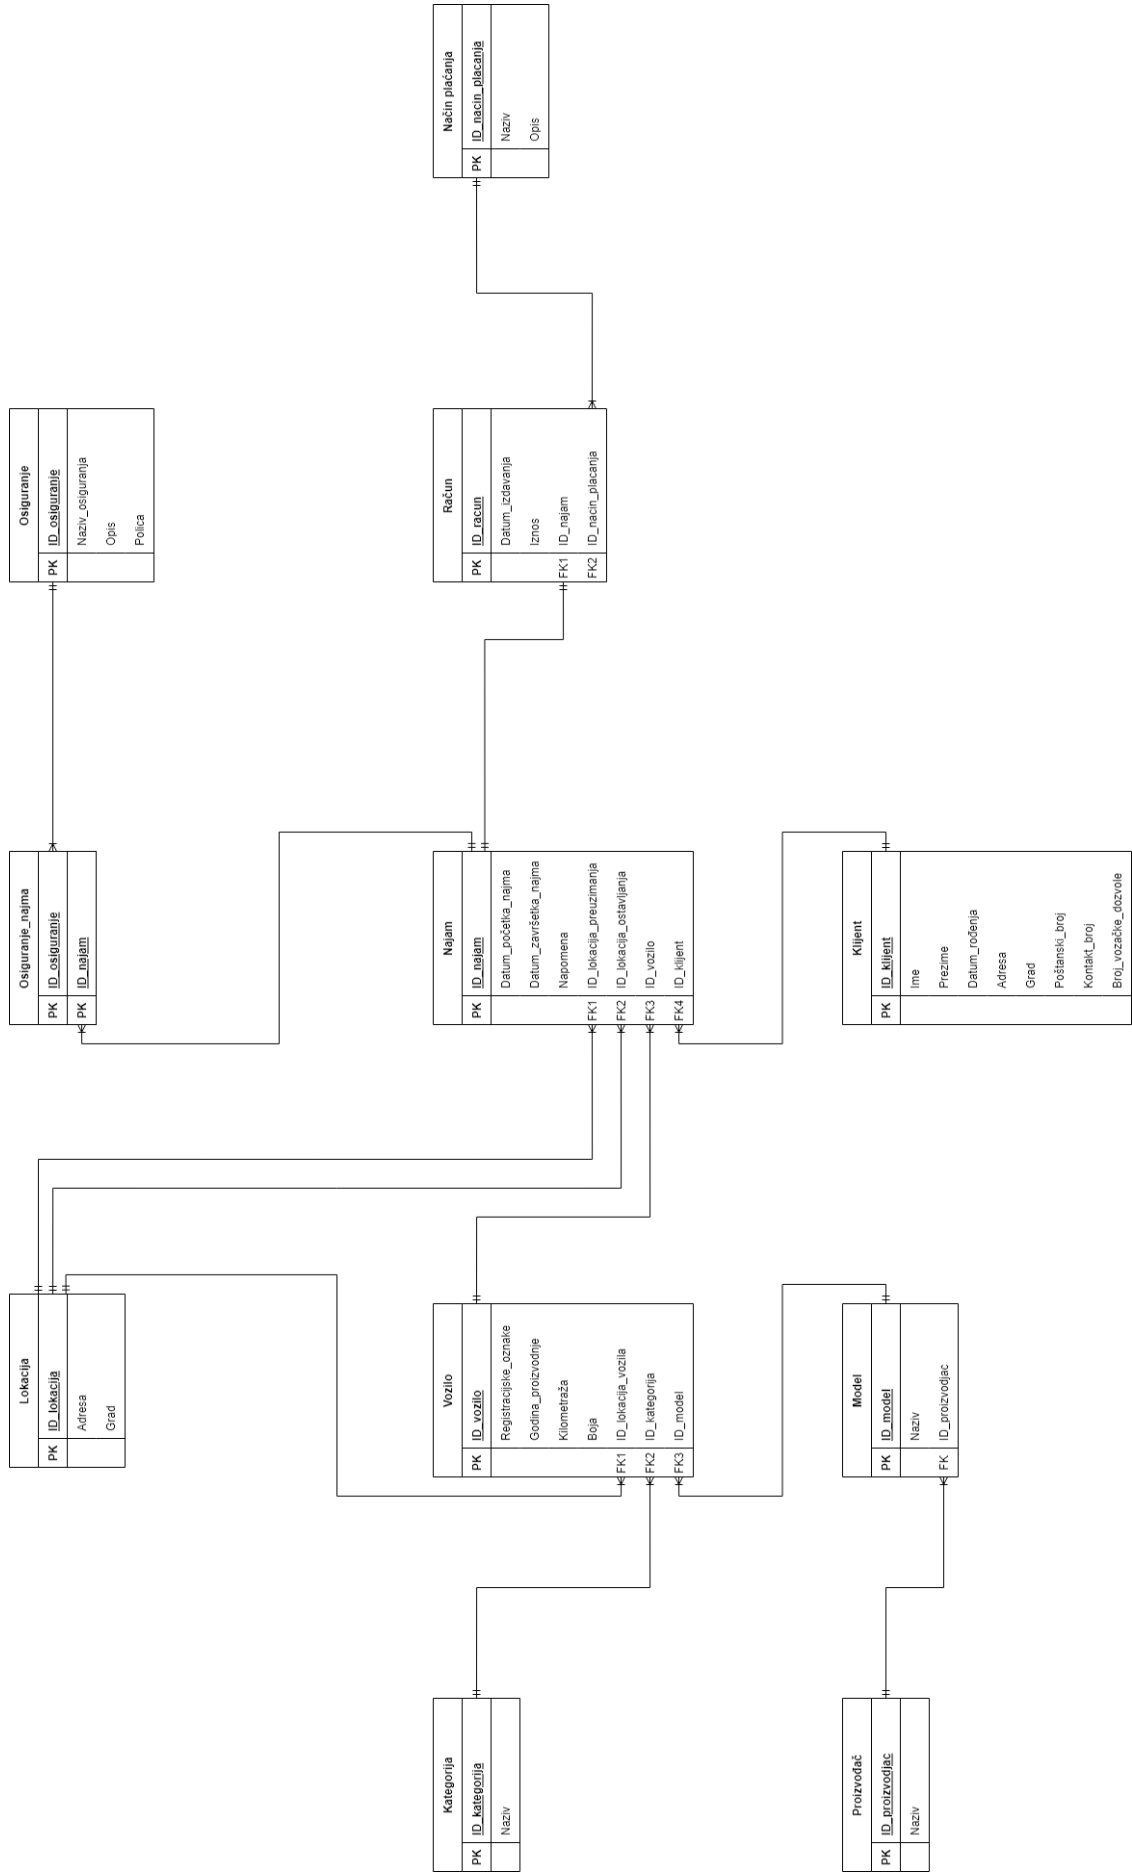 Lokacija
PK ID_lokacija
Adresa
Grad
Osiguranje_najma
PK ID_osiguranje
PK ID_najam
Osiguranje
PK ID_osiguranje
Naziv_osiguranja
Opis
Polica
Kategorija
PK ID_kategorija
Naziv
Vozilo
PK ID_vozilo
Registracijske_oznake
Godina_proizvodnje
Kilometraža
Boja
FK1 ID_lokacija_vozila
FK2 ID_kategorija
FK3 ID_model
Najam
PK ID_najam
Datum_početka_najma
Datum_završetka_najma
Napomena
FK1 ID_lokacija_preuzimanja
FK2 ID_lokacija_ostavljanja
FK3 ID_vozilo
FK4 ID_klijent
Račun
PK ID_racun
Datum_izdavanja
Iznos
FK1 ID_najam
FK2 ID_nacin_placanja
Način plaćanja
PK ID_nacin_placanja
Naziv
Opis
Proizvođač
PK ID_proizvodjac
Naziv
Model
PK ID_model
Naziv
FK ID_proizvodjac
Klijent
PK ID_klijent
Ime
Prezime
Datum_rođenja
Adresa
Grad
Poštanski_broj
Kontakt_broj
Broj_vozačke_dozvole